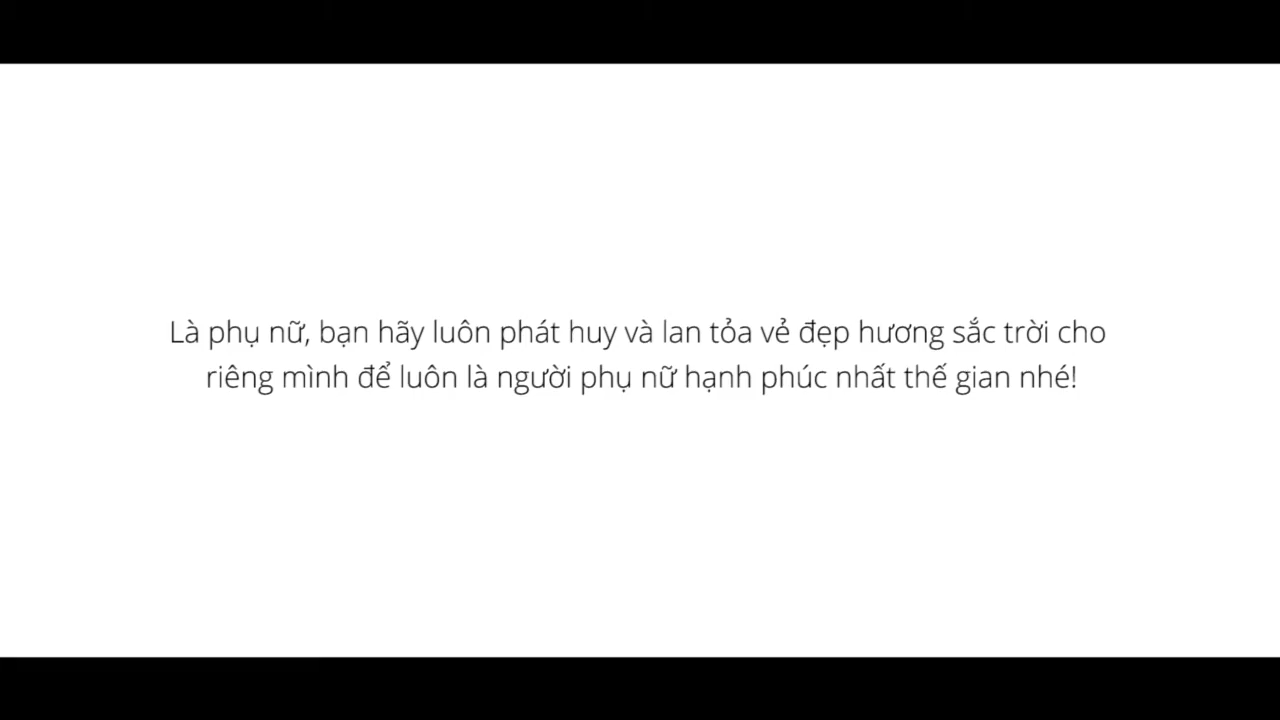 Là phụ nữ, bạn hãy luôn phát huy và lan tỏa vẻ đẹp hương sắc trời cho
riêng mình để luôn là người phụ nữ hạnh phúc nhất thế gian nhé!